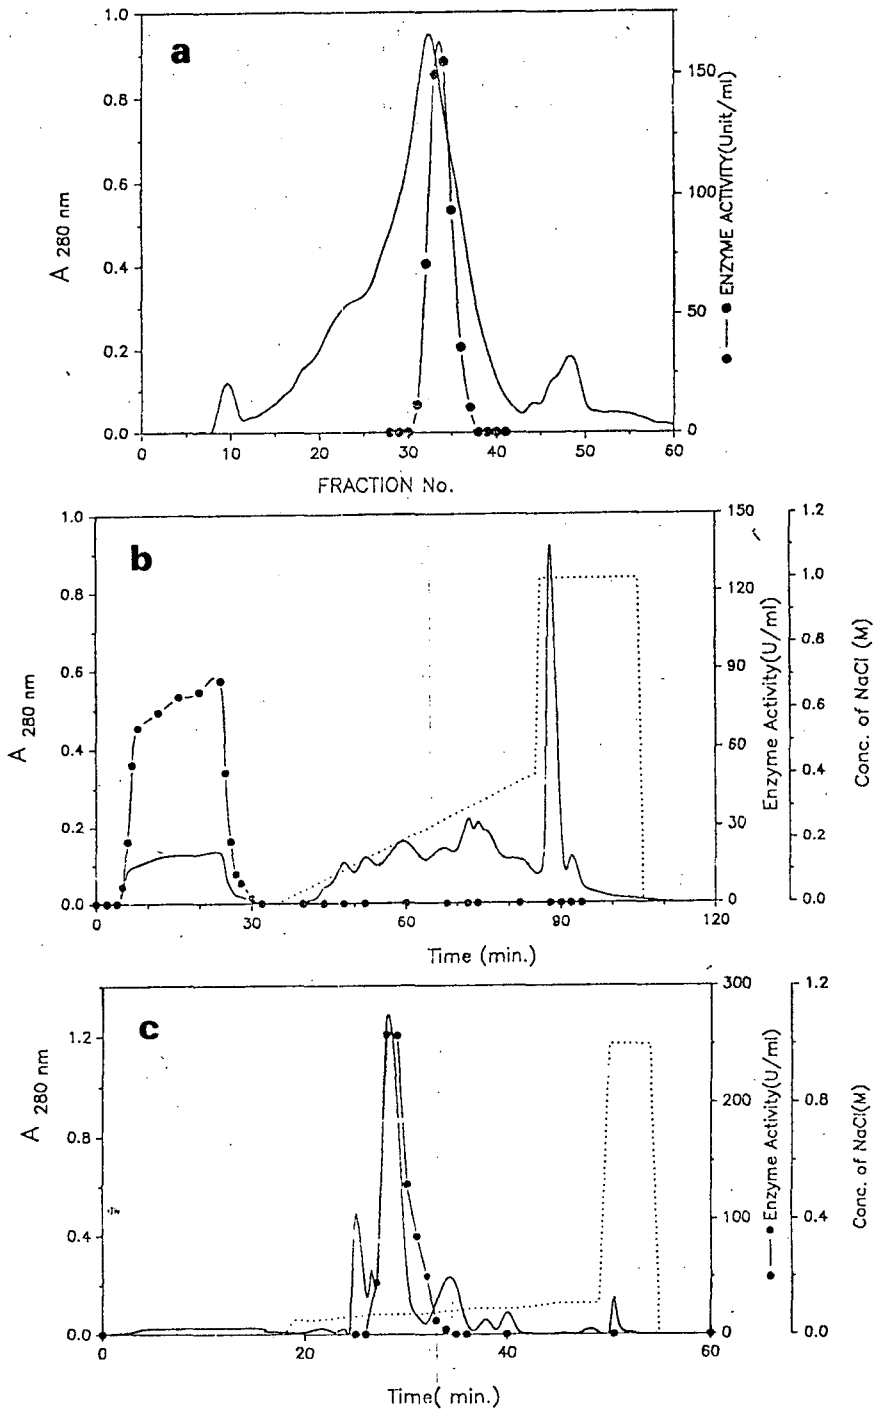 a
1.0
0.8
0.6
0.4
0.2
0.0
A 280 nm
150
100
50
0
ENZYME ACTIVITY(Unit/ml)
0 10 20 30 40 50 60
FRACTION No.
b
1.0
0.8
0.6
0.4
0.2
0.0
A 280 nm
150
120
90
60
30
0
Enzyme Activity(U/ml)
1.2
1.0
0.8
0.6
0.4
0.2
0.0
Conc. of NaCl (M)
0 30 60 90 120
Time (min.)
c
1.2
0.8
0.4
0.0
A 280 nm
300
200
100
0
Enzyme Activity(U/ml)
1.2
0.8
0.4
0.0
Conc. of NaCl(M)
0 20 40 60
Time( min.)